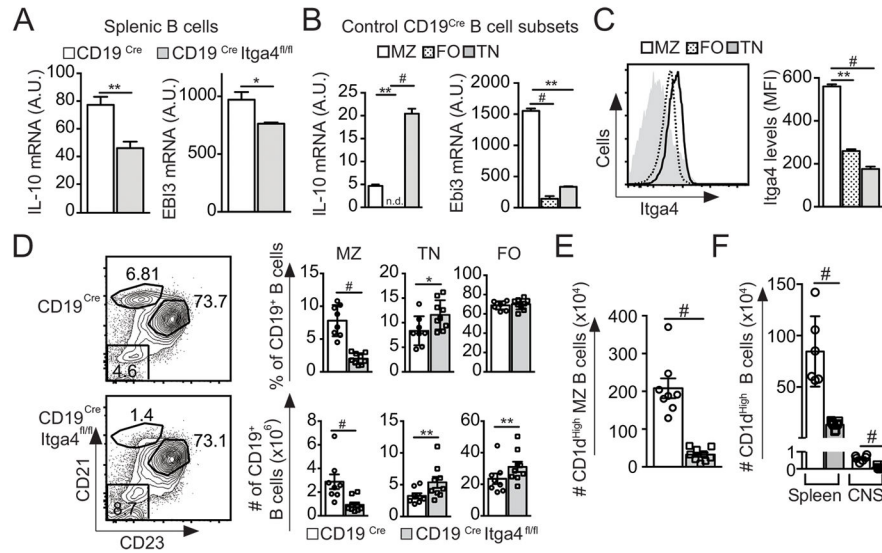 A
Splenic B cells
CD19 Cre
CD19 Cre Itga4 fl/fl
IL-10 mRNA (A.U.)
100
80
60
40
20
0
**
EBI3 mRNA (A.U.)
1000
500
0
*
B
Control CD19Cre B cell subsets
MZ FO TN
IL-10 mRNA (A.U.)
25
20
15
10
5
0
**
#
n.d.
Ebi3 mRNA (A.U.)
2000
1500
1000
500
0
**
#
C
MZ FO TN
Cells
Itga4
Itga4 levels (MFI)
600
400
200
0
#
**
D
CD19Cre
6.81
73.7
4.6
CD19Cre
Itga4fl/fl
1.4
73.1
8.7
CD21
CD23
% of CD19+ B cells
MZ
TN
FO
15
10
5
0
#
20
15
10
5
0
*
100
80
60
40
20
0
# of CD19+
B cells (x10⁶)
8
6
4
2
0
#
15
10
5
0
**
60
40
20
0
**
CD19 Cre
CD19 Cre Itga4 fl/fl
E
# CD1dHigh MZ B cells (x10⁴)
400
300
200
100
0
#
F
# CD1dHigh B cells (x10⁴)
150
100
50
1
0
#
#
Spleen
CNS